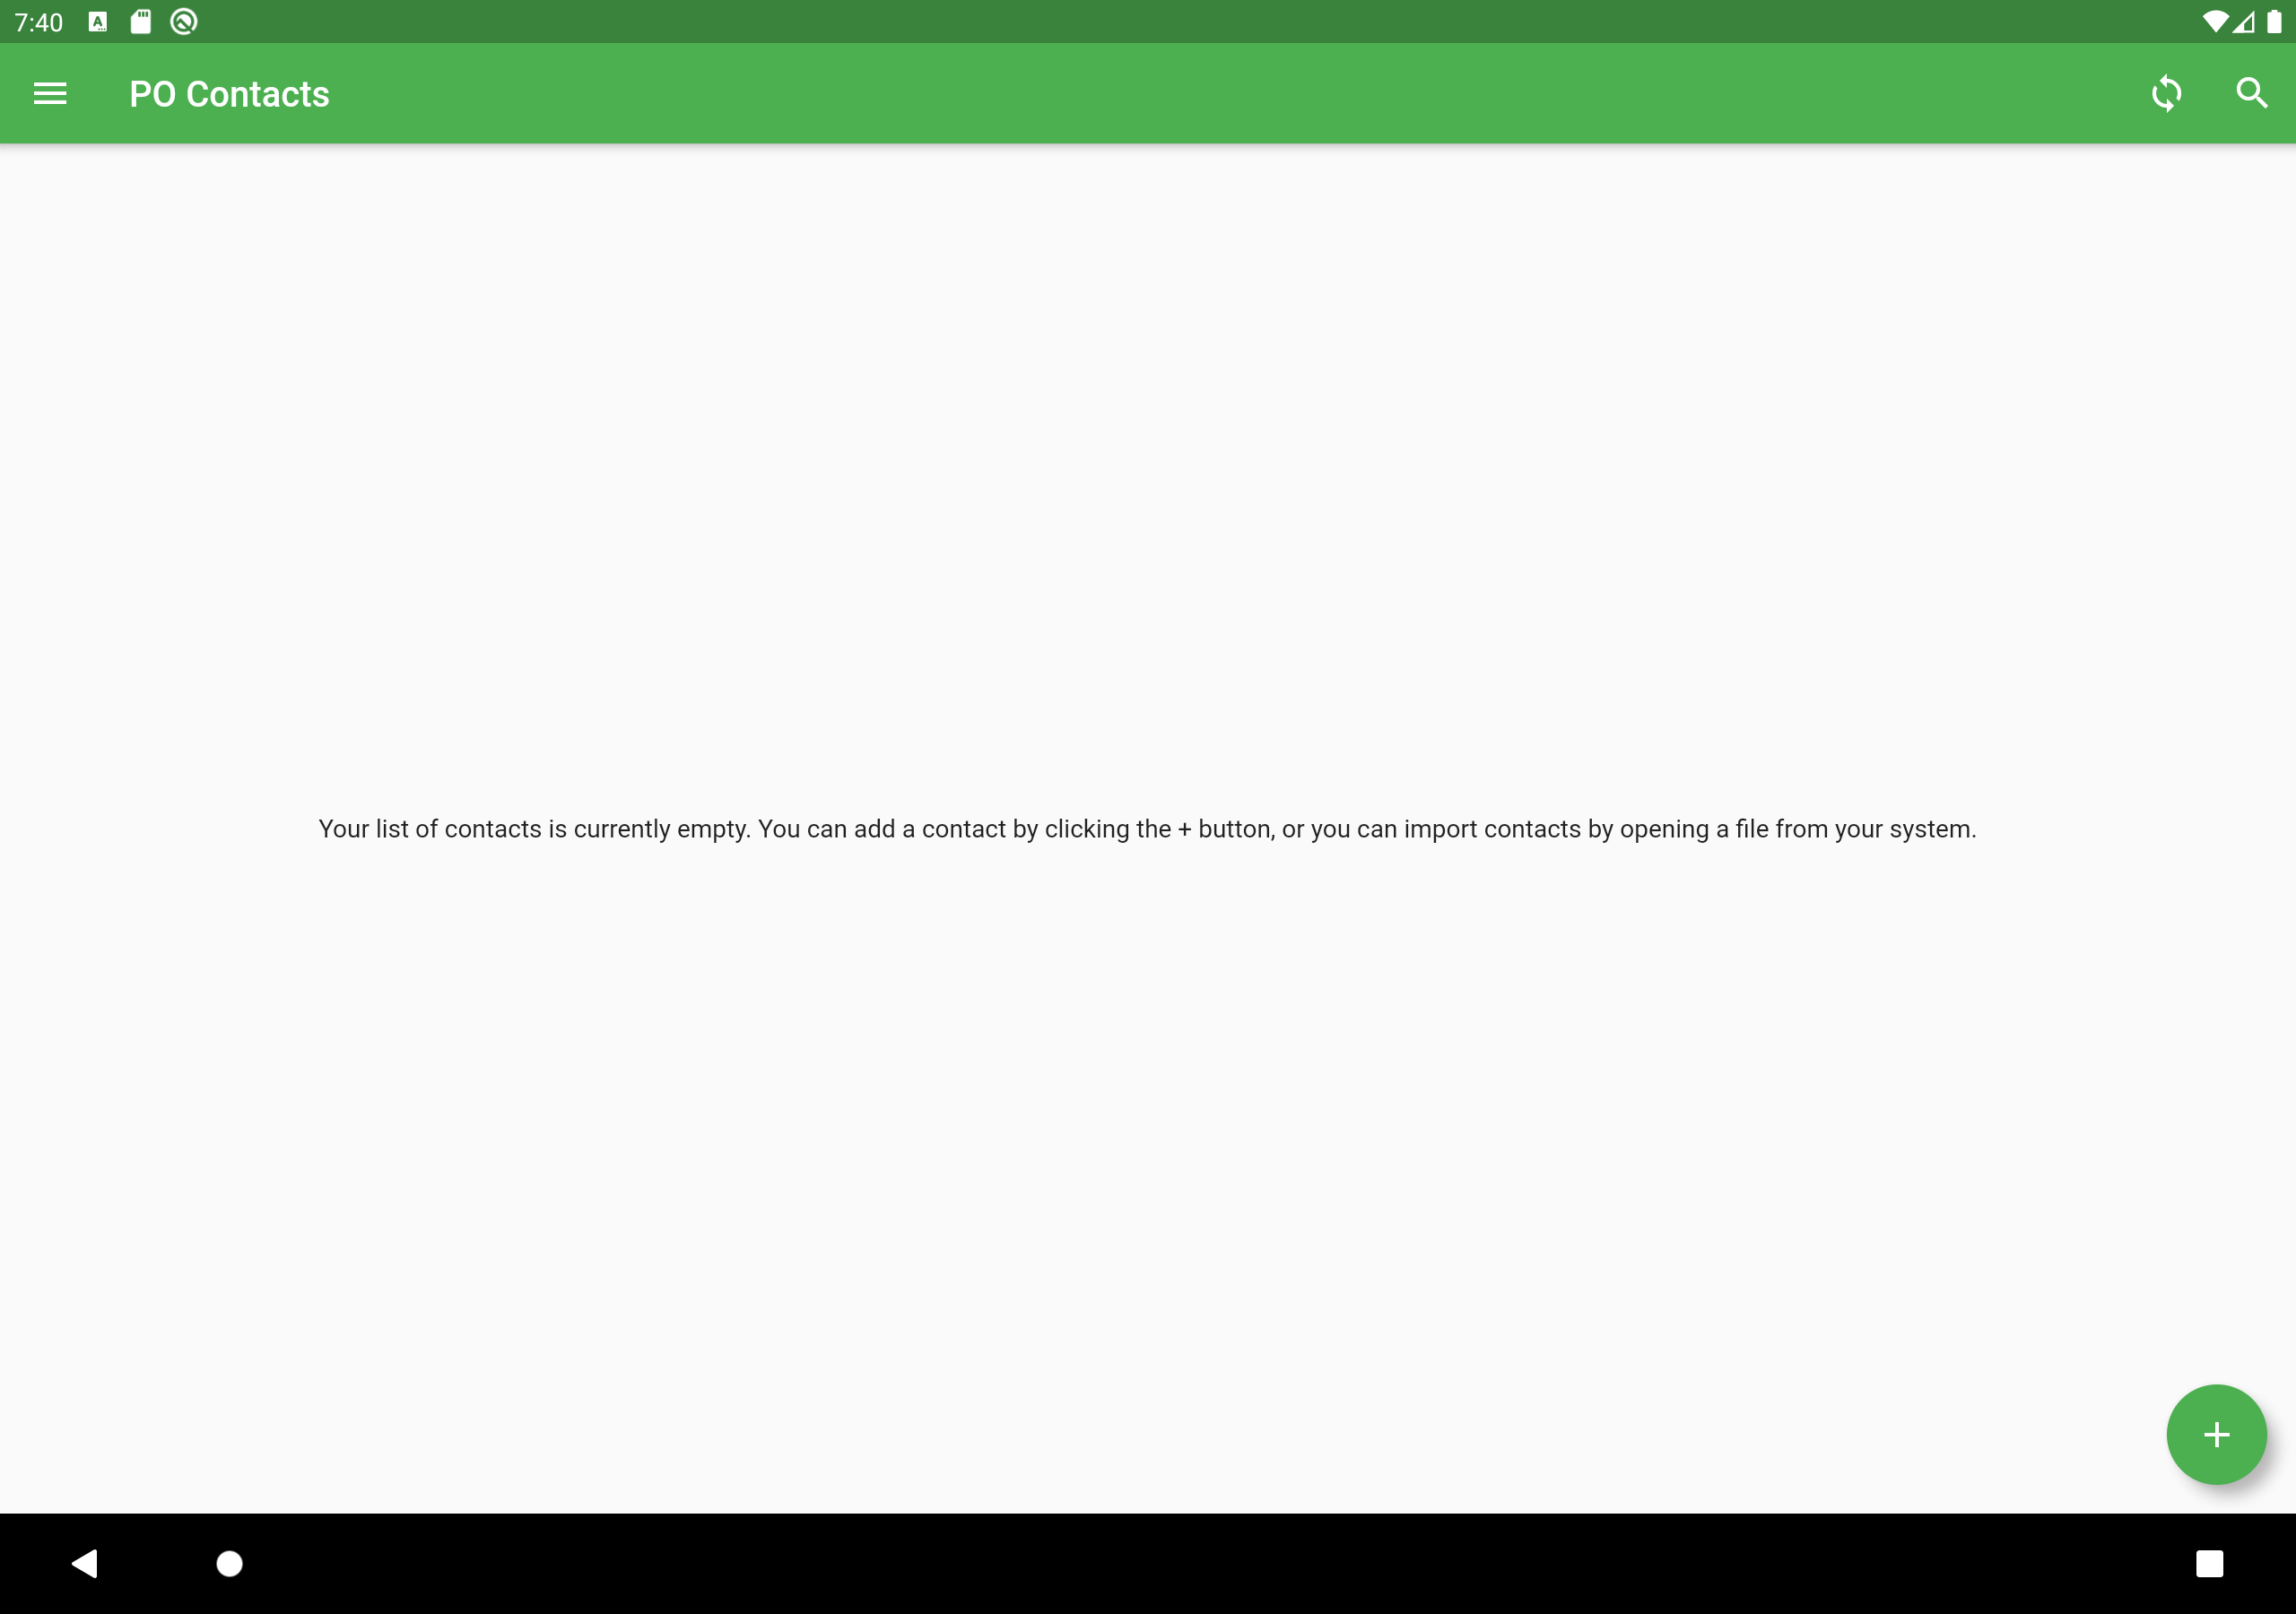 7:40
PO Contacts
Your list of contacts is currently empty. You can add a contact by clicking the + button, or you can import contacts by opening a file from your system.